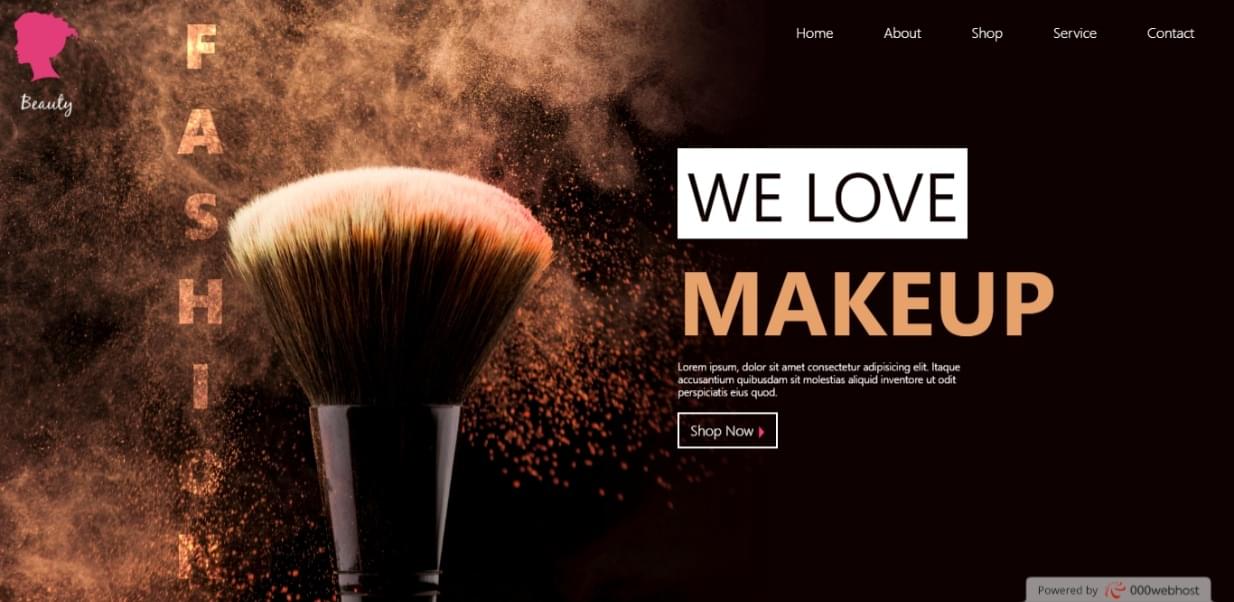 Beauty
FASHION
Home About Shop Service Contact
WE LOVE
MAKEUP
Lorem ipsum, dolor sit amet consectetur adipisicing elit. Itaque
accusantium quibusdam sit molestias aliquid inventore ut odit
perspiciatis eius quod.
Shop Now
Powered by 000webhost